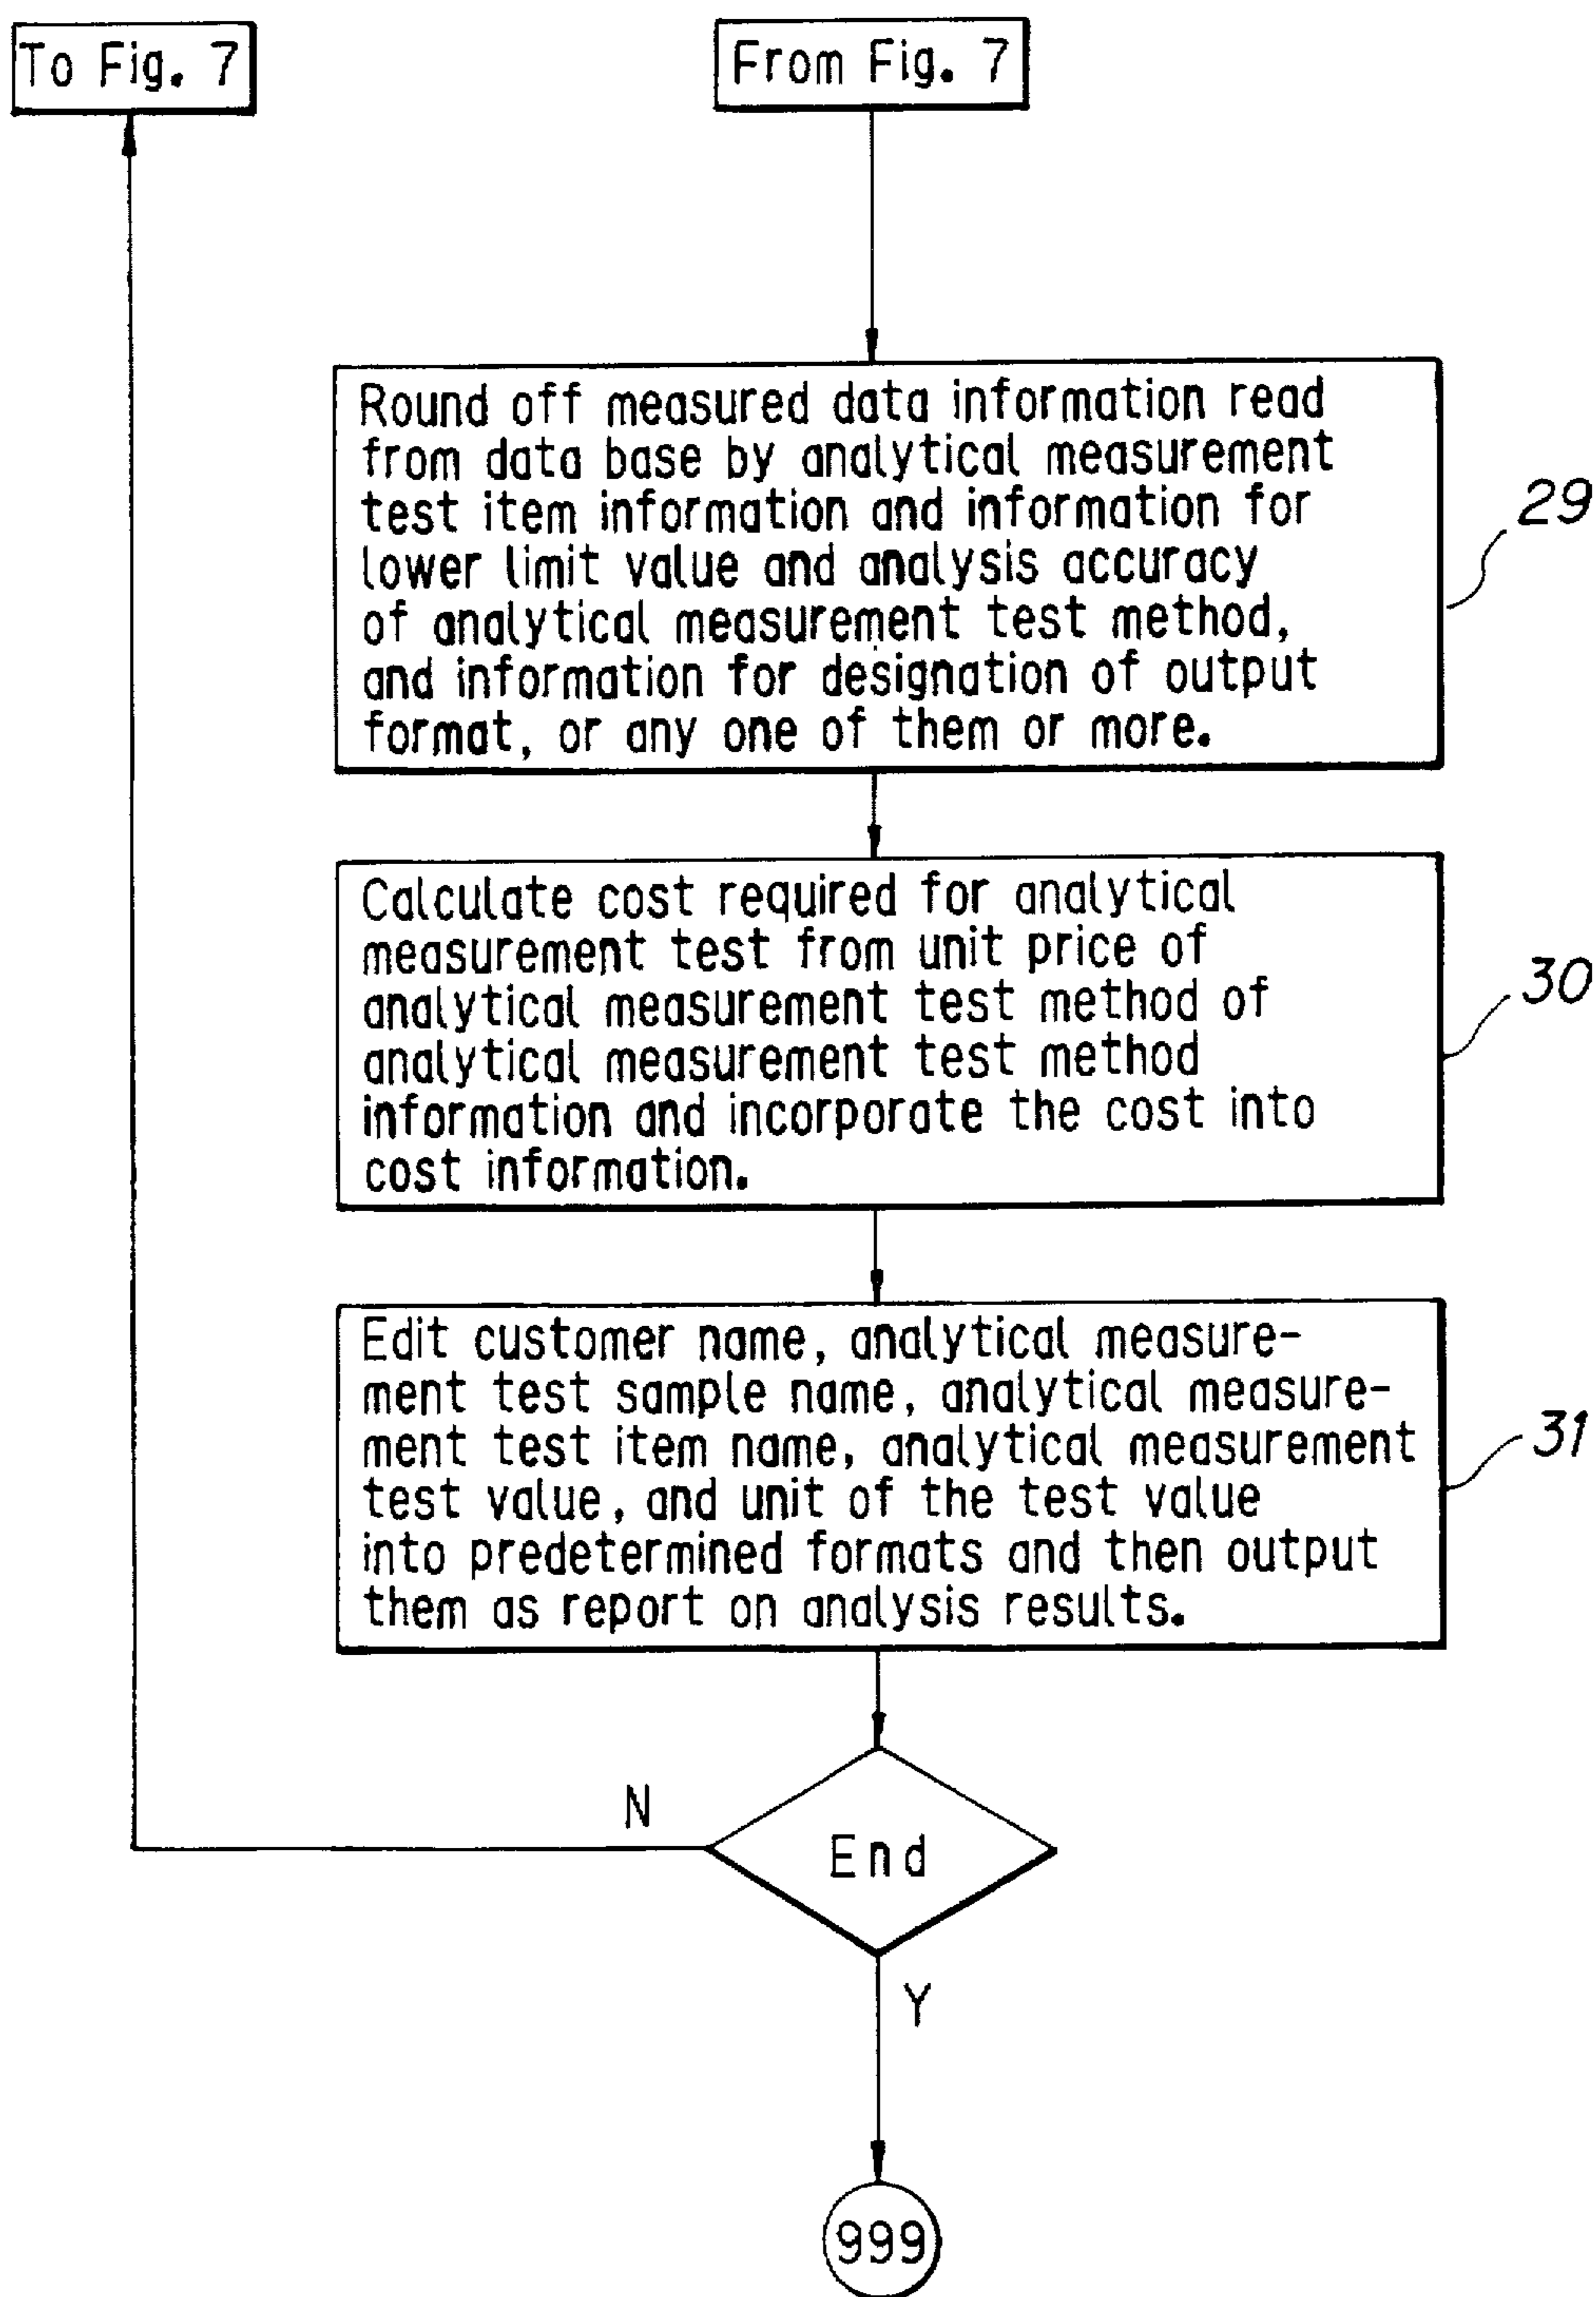 To Fig. 7
From Fig. 7
Round off measured data information read
from data base by analytical measurement
test item information and information for
lower limit value and analysis accuracy
of analytical measurement test method,
and information for designation of output
format, or any one of them or more.
29
Calculate cost required for analytical
measurement test from unit price of
analytical measurement test method of
analytical measurement test method
information and incorporate the cost into
cost information.
30
Edit customer name, analytical measure-
ment test sample name, analytical measure-
ment test item name, analytical measurement
test value, and unit of the test value
into predetermined formats and then output
them as report on analysis results.
31
N
End
Y
999